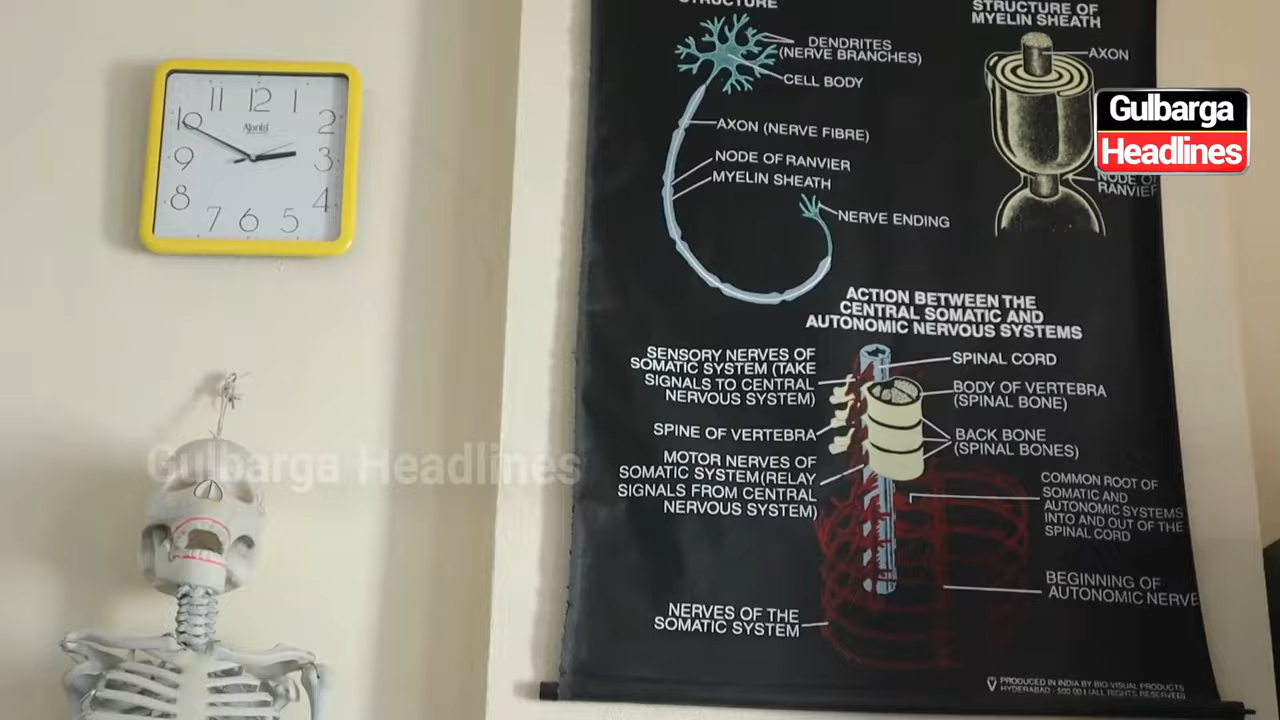 STRUCTURE
DENDRITES
(NERVE BRANCHES)
CELL BODY
AXON (NERVE FIBRE)
NODE OF RANVIER
MYELIN SHEATH
NERVE ENDING
STRUCTURE OF
MYELIN SHEATH
AXON
NODE OF
RANVIER
Gulbarga
Headlines
11 12 1
10 2
Ajanta
9 3
8 4
7 6 5
ACTION BETWEEN THE
CENTRAL SOMATIC AND
AUTONOMIC NERVOUS SYSTEMS
SENSORY NERVES OF
SOMATIC SYSTEM (TAKE
SIGNALS TO CENTRAL
NERVOUS SYSTEM)
SPINE OF VERTEBRA
MOTOR NERVES OF
SOMATIC SYSTEM(RELAY
SIGNALS FROM CENTRAL
NERVOUS SYSTEM)
NERVES OF THE
SOMATIC SYSTEM
SPINAL CORD
BODY OF VERTEBRA
(SPINAL BONE)
BACK BONE
(SPINAL BONES)
COMMON ROOT OF
SOMATIC AND
AUTONOMIC SYSTEMS
INTO AND OUT OF THE
SPINAL CORD
BEGINNING OF
AUTONOMIC NERVE
Gulbarga Headlines
PRODUCED IN INDIA BY BIO-VISUAL PRODUCTS
HYDERABAD - 500 001 (ALL RIGHTS RESERVED)